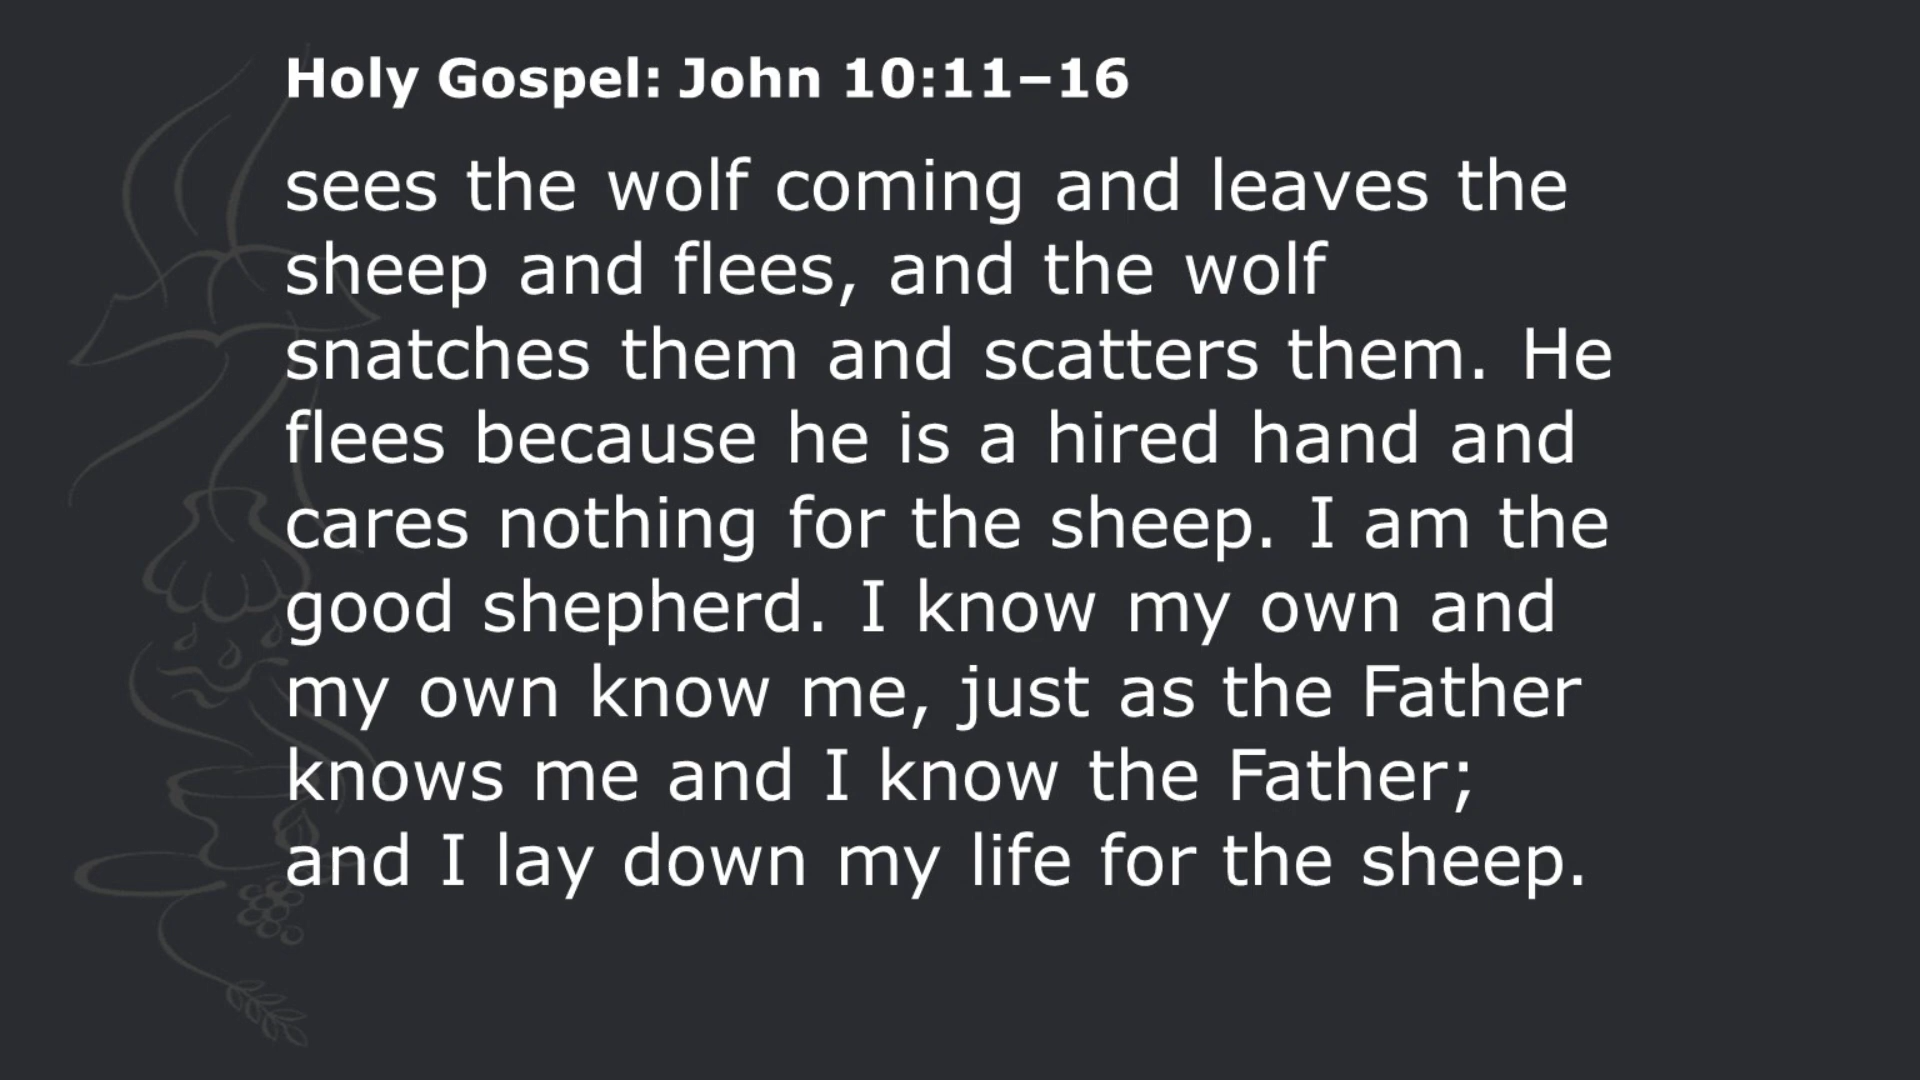 Holy Gospel: John 10:11–16
sees the wolf coming and leaves the
sheep and flees, and the wolf
snatches them and scatters them. He
flees because he is a hired hand and
cares nothing for the sheep. I am the
good shepherd. I know my own and
my own know me, just as the Father
knows me and I know the Father;
and I lay down my life for the sheep.